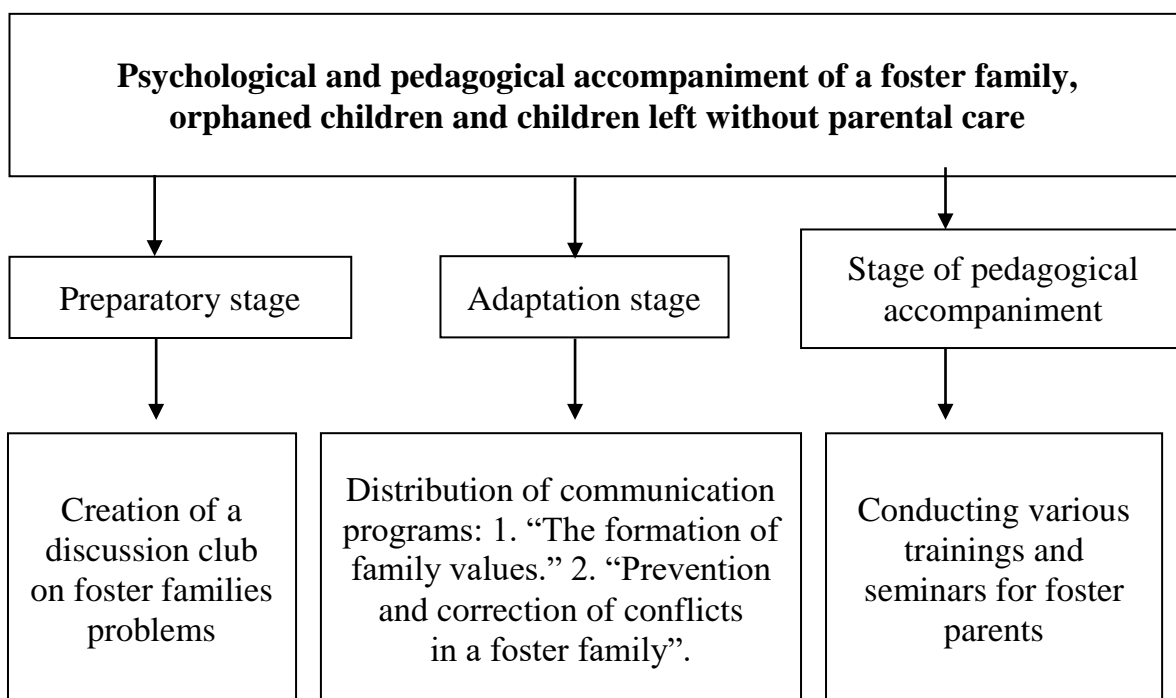 Psychological and pedagogical accompaniment of a foster family,
orphaned children and children left without parental care
Preparatory stage
Adaptation stage
Stage of pedagogical
accompaniment
Creation of a
discussion club
on foster families
problems
Distribution of communication
programs: 1. “The formation of
family values.” 2. “Prevention
and correction of conflicts
in a foster family”.
Conducting various
trainings and
seminars for foster
parents